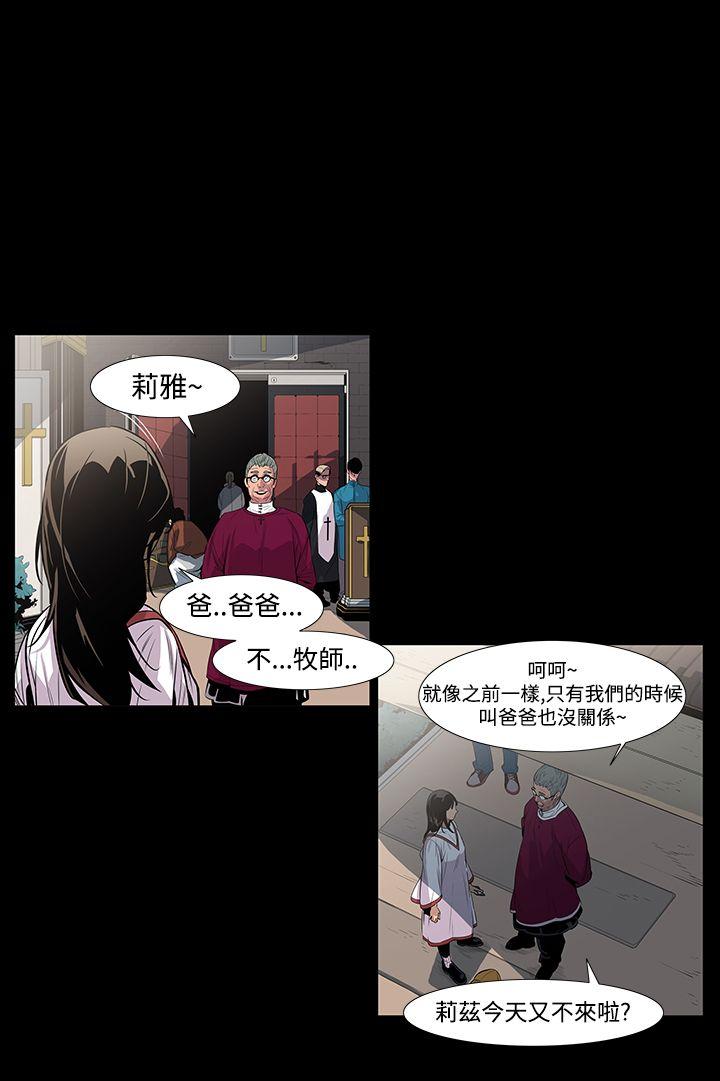 莉雅~
爸..爸爸...
不...牧師..
呵呵~
就像之前一樣,只有我們的時候
叫爸爸也沒關係~
莉茲今天又不來啦?